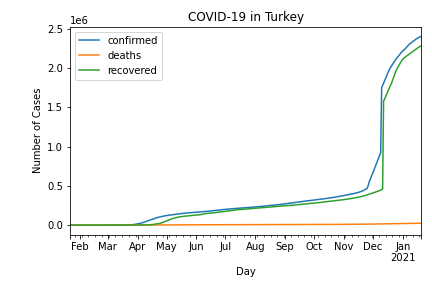 COVID-19 in Turkey
1e6
2.5
2.0
1.5
1.0
0.5
0.0
Number of Cases
confirmed
deaths
recovered
Feb Mar Apr May Jun Jul Aug Sep Oct Nov Dec Jan
2021
Day